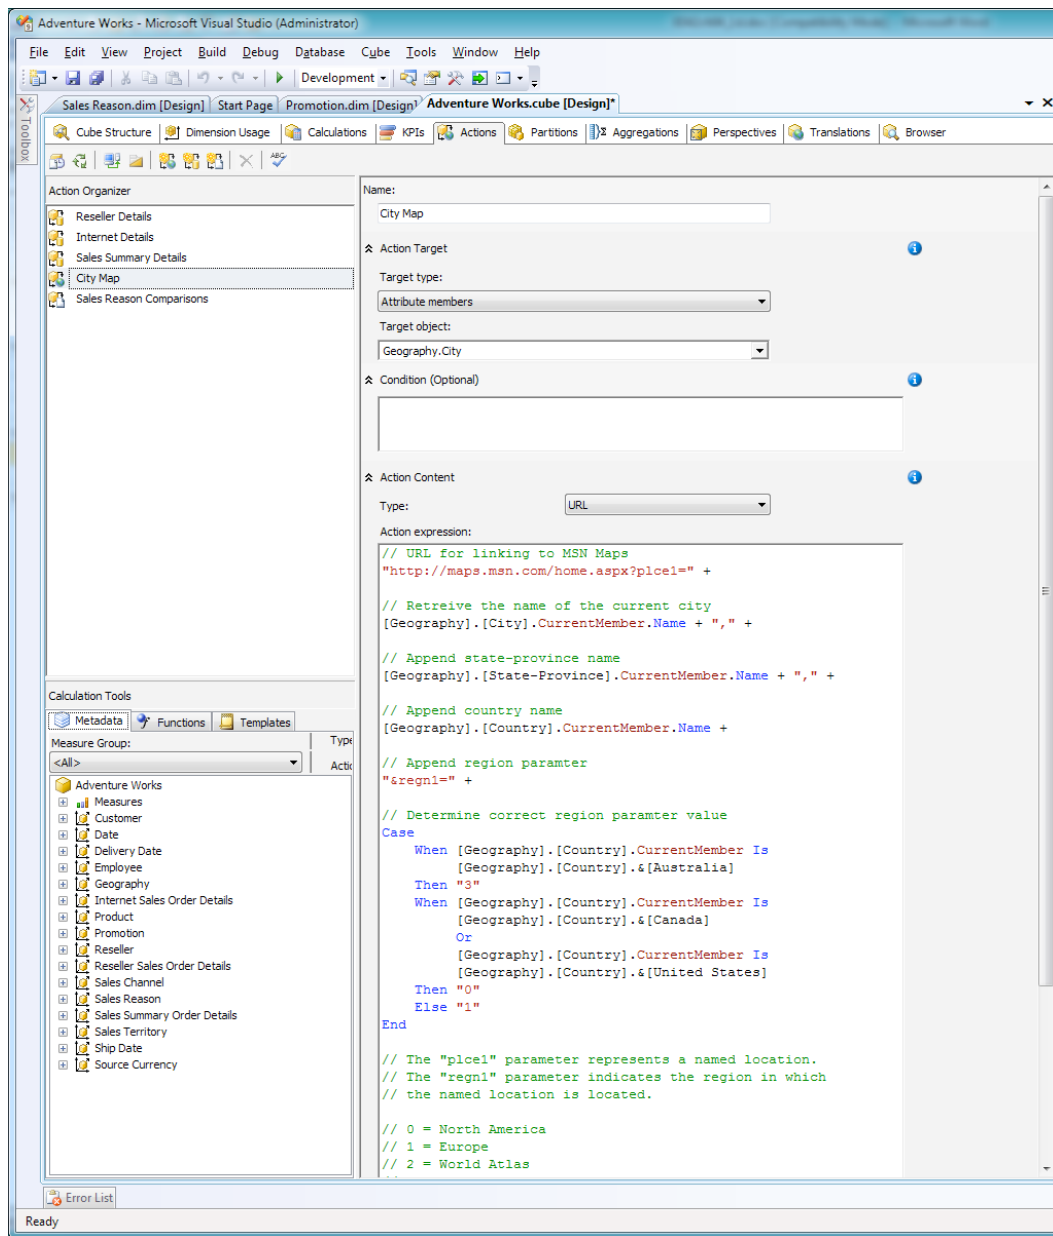 Adventure Works - Microsoft Visual Studio (Administrator)
File Edit View Project Build Debug Database Cube Tools Window Help
Development
Sales Reason.dim [Design] Start Page Promotion.dim [Design] Adventure Works.cube [Design]*
Toolbox
Cube Structure Dimension Usage Calculations KPIs Actions Partitions Aggregations Perspectives Translations Browser
Action Organizer
Reseller Details
Internet Details
Sales Summary Details
City Map
Sales Reason Comparisons
Name:
City Map
Action Target
Target type:
Attribute members
Target object:
Geography.City
Condition (Optional)
Action Content
Type: URL
Action expression:
// URL for linking to MSN Maps
"http://maps.msn.com/home.aspx?plce1=" +
// Retreive the name of the current city
[Geography].[City].CurrentMember.Name + "," +
// Append state-province name
[Geography].[State-Province].CurrentMember.Name + "," +
// Append country name
[Geography].[Country].CurrentMember.Name +
// Append region paramter
"&regn1=" +
// Determine correct region paramter value
Case
When [Geography].[Country].CurrentMember Is
[Geography].[Country].&[Australia]
Then "3"
When [Geography].[Country].CurrentMember Is
[Geography].[Country].&[Canada]
Or
[Geography].[Country].CurrentMember Is
[Geography].[Country].&[United States]
Then "0"
Else "1"
End
// The "plce1" parameter represents a named location.
// The "regn1" parameter indicates the region in which
// the named location is located.
// 0 = North America
// 1 = Europe
// 2 = World Atlas
Calculation Tools
Metadata Functions Templates
Measure Group: Type
<All> Actic
Adventure Works
Measures
Customer
Date
Delivery Date
Employee
Geography
Internet Sales Order Details
Product
Promotion
Reseller
Reseller Sales Order Details
Sales Channel
Sales Reason
Sales Summary Order Details
Sales Territory
Ship Date
Source Currency
Error List
Ready